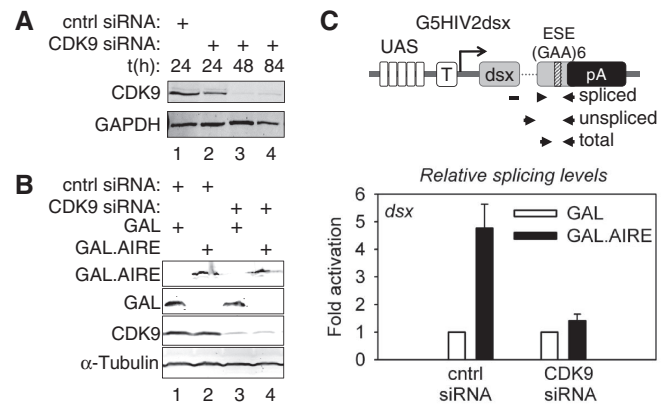 A
cntrl siRNA: +
CDK9 siRNA: + + +
t(h): 24 24 48 84
CDK9
GAPDH
1 2 3 4
B
cntrl siRNA: + +
CDK9 siRNA: + +
GAL + +
GAL.AIRE + +
GAL.AIRE
GAL
CDK9
α-Tubulin
1 2 3 4
C
G5HIV2dsx
ESE
UAS (GAA)6
T dsx pA
spliced
unspliced
total
Relative splicing levels
dsx GAL
GAL.AIRE
Fold activation
6
5
4
3
2
1
0
cntrl CDK9
siRNA siRNA